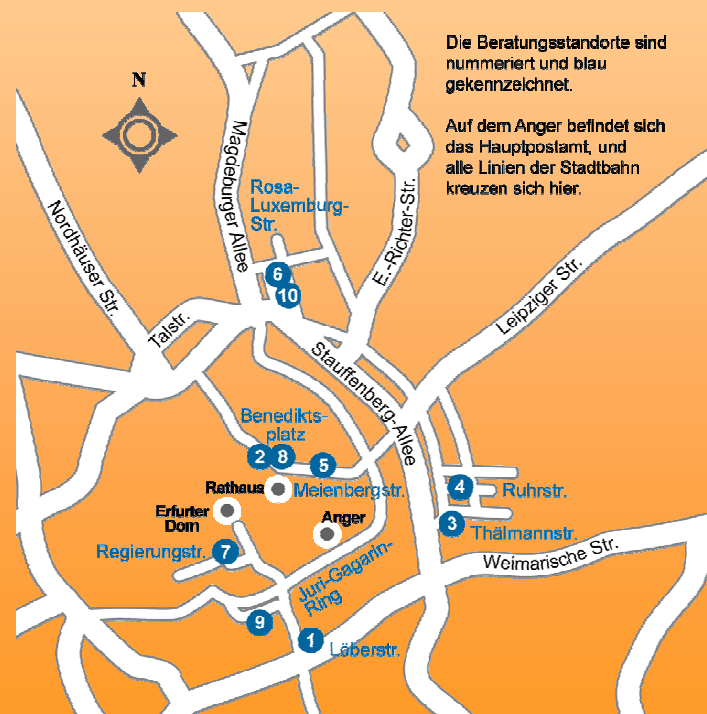 Die Beratungsstandorte sind
nummeriert und blau
gekennzeichnet.
Auf dem Anger befindet sich
das Hauptpostamt, und
alle Linien der Stadtbahn
kreuzen sich hier.
N
Magdeburger Allee
Rosa-
Luxemburg-
Str.
Nordhäuser Str.
E.-Richter-Str.
6
10
Leipziger Str.
Talstr.
Stauffenberg-Allee
Benedikts-
platz
2
8
5
Rathaus
Meienbergstr.
4
Ruhrstr.
Erfurter
Dom
Anger
3
Thälmannstr.
Regierungstr.
7
Weimarische Str.
Juri-Gagarin-
Ring
9
1
Läberstr.